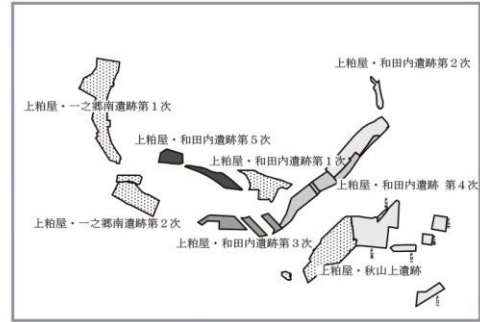 上粕屋・和田内遺跡第2次
上粕屋・一之郷南遺跡第1次
上粕屋・和田内遺跡第5次
上粕屋・和田内遺跡第1次
上粕屋・和田内遺跡 第4次
上粕屋・一之郷南遺跡第2次
上粕屋・和田内遺跡第3次
上粕屋・秋山上遺跡